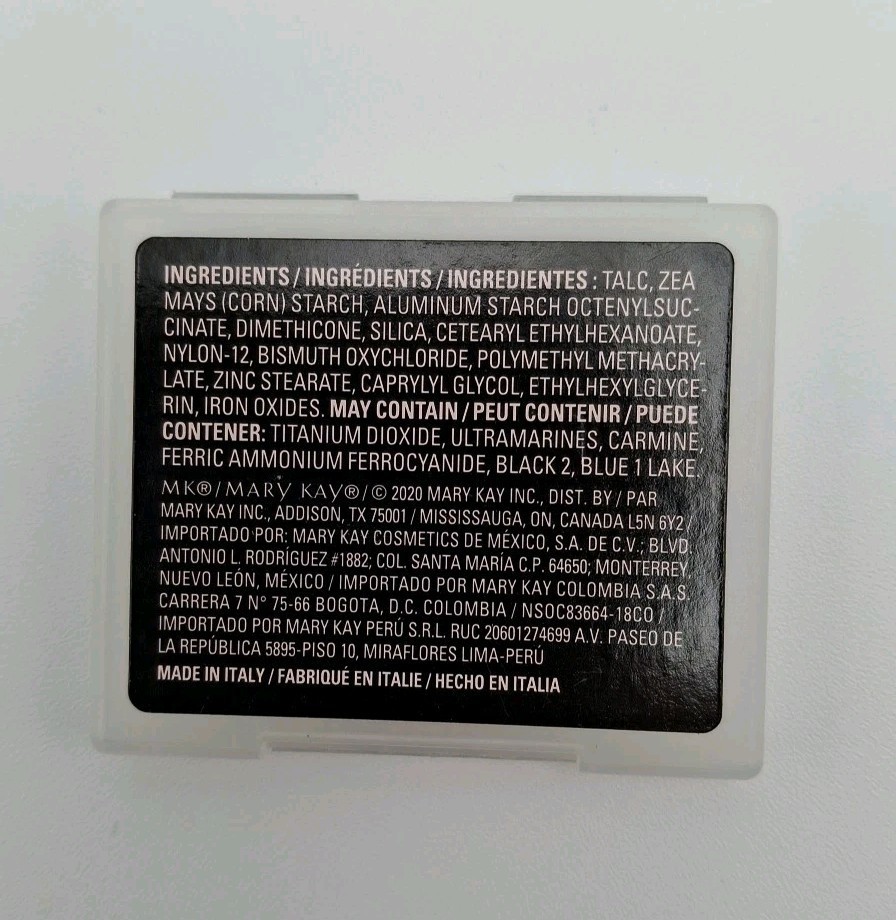 INGREDIENTS / INGRÉDIENTS / INGREDIENTES : TALC, ZEA
MAYS (CORN) STARCH, ALUMINUM STARCH OCTENYLSUC-
CINATE, DIMETHICONE, SILICA, CETEARYL ETHYLHEXANOATE,
NYLON-12, BISMUTH OXYCHLORIDE, POLYMETHYL METHACRY-
LATE, ZINC STEARATE, CAPRYLYL GLYCOL, ETHYLHEXYLGLYCE-
RIN, IRON OXIDES. MAY CONTAIN / PEUT CONTENIR / PUEDE
CONTENER: TITANIUM DIOXIDE, ULTRAMARINES, CARMINE,
FERRIC AMMONIUM FERROCYANIDE, BLACK 2, BLUE 1 LAKE.
MK® / MARY KAY® / © 2020 MARY KAY INC., DIST. BY / PAR
MARY KAY INC., ADDISON, TX 75001 / MISSISSAUGA, ON, CANADA L5N 6Y2 /
IMPORTADO POR: MARY KAY COSMETICS DE MÉXICO, S.A. DE C.V.; BLVD.
ANTONIO L. RODRÍGUEZ #1882; COL. SANTA MARÍA C.P. 64650; MONTERREY,
NUEVO LEÓN, MÉXICO / IMPORTADO POR MARY KAY COLOMBIA S.A.S.
CARRERA 7 N° 75-66 BOGOTA, D.C. COLOMBIA / NSOC83664-18CO /
IMPORTADO POR MARY KAY PERÚ S.R.L. RUC 20601274699 A.V. PASEO DE
LA REPÚBLICA 5895-PISO 10, MIRAFLORES LIMA-PERÚ
MADE IN ITALY / FABRIQUÉ EN ITALIE / HECHO EN ITALIA